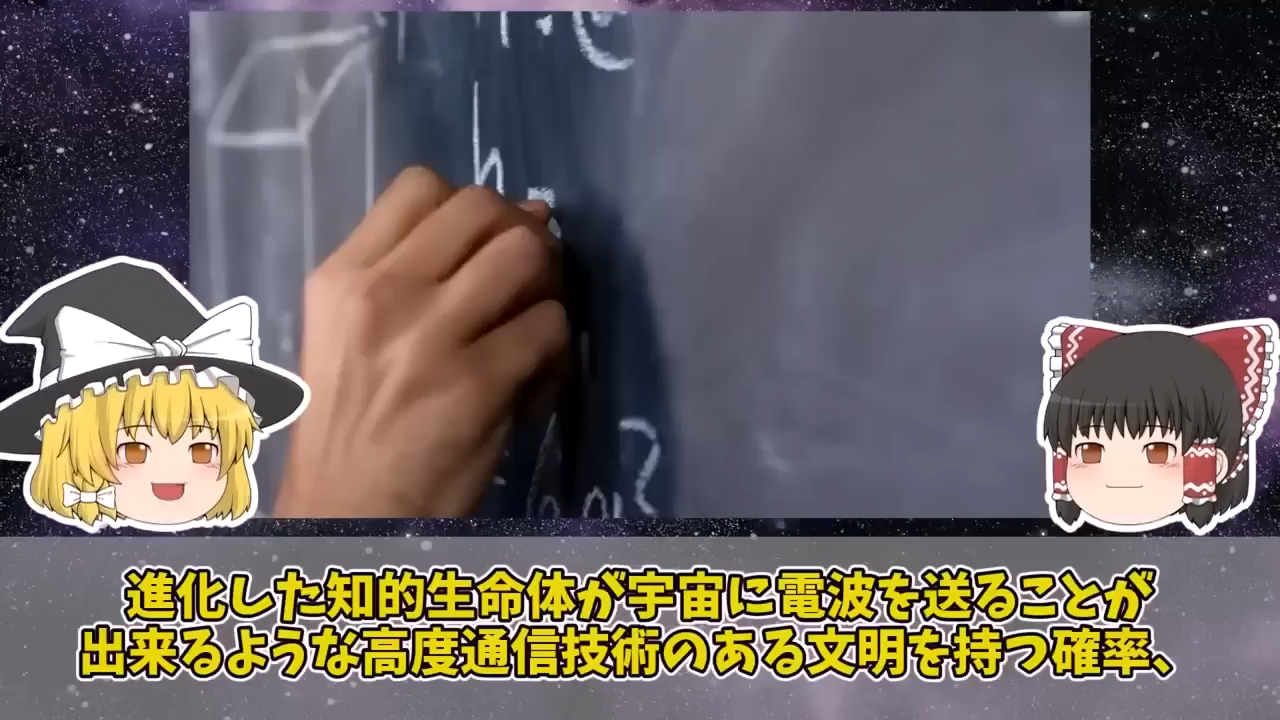 h=
進化した知的生命体が宇宙に電波を送ることが
出来るような高度通信技術のある文明を持つ確率、